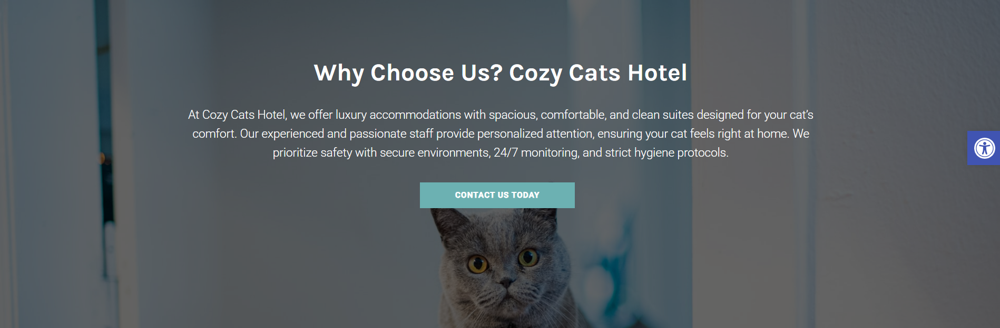 Why Choose Us? Cozy Cats Hotel
At Cozy Cats Hotel, we offer luxury accommodations with spacious, comfortable, and clean suites designed for your cat’s
comfort. Our experienced and passionate staff provide personalized attention, ensuring your cat feels right at home. We
prioritize safety with secure environments, 24/7 monitoring, and strict hygiene protocols.
CONTACT US TODAY